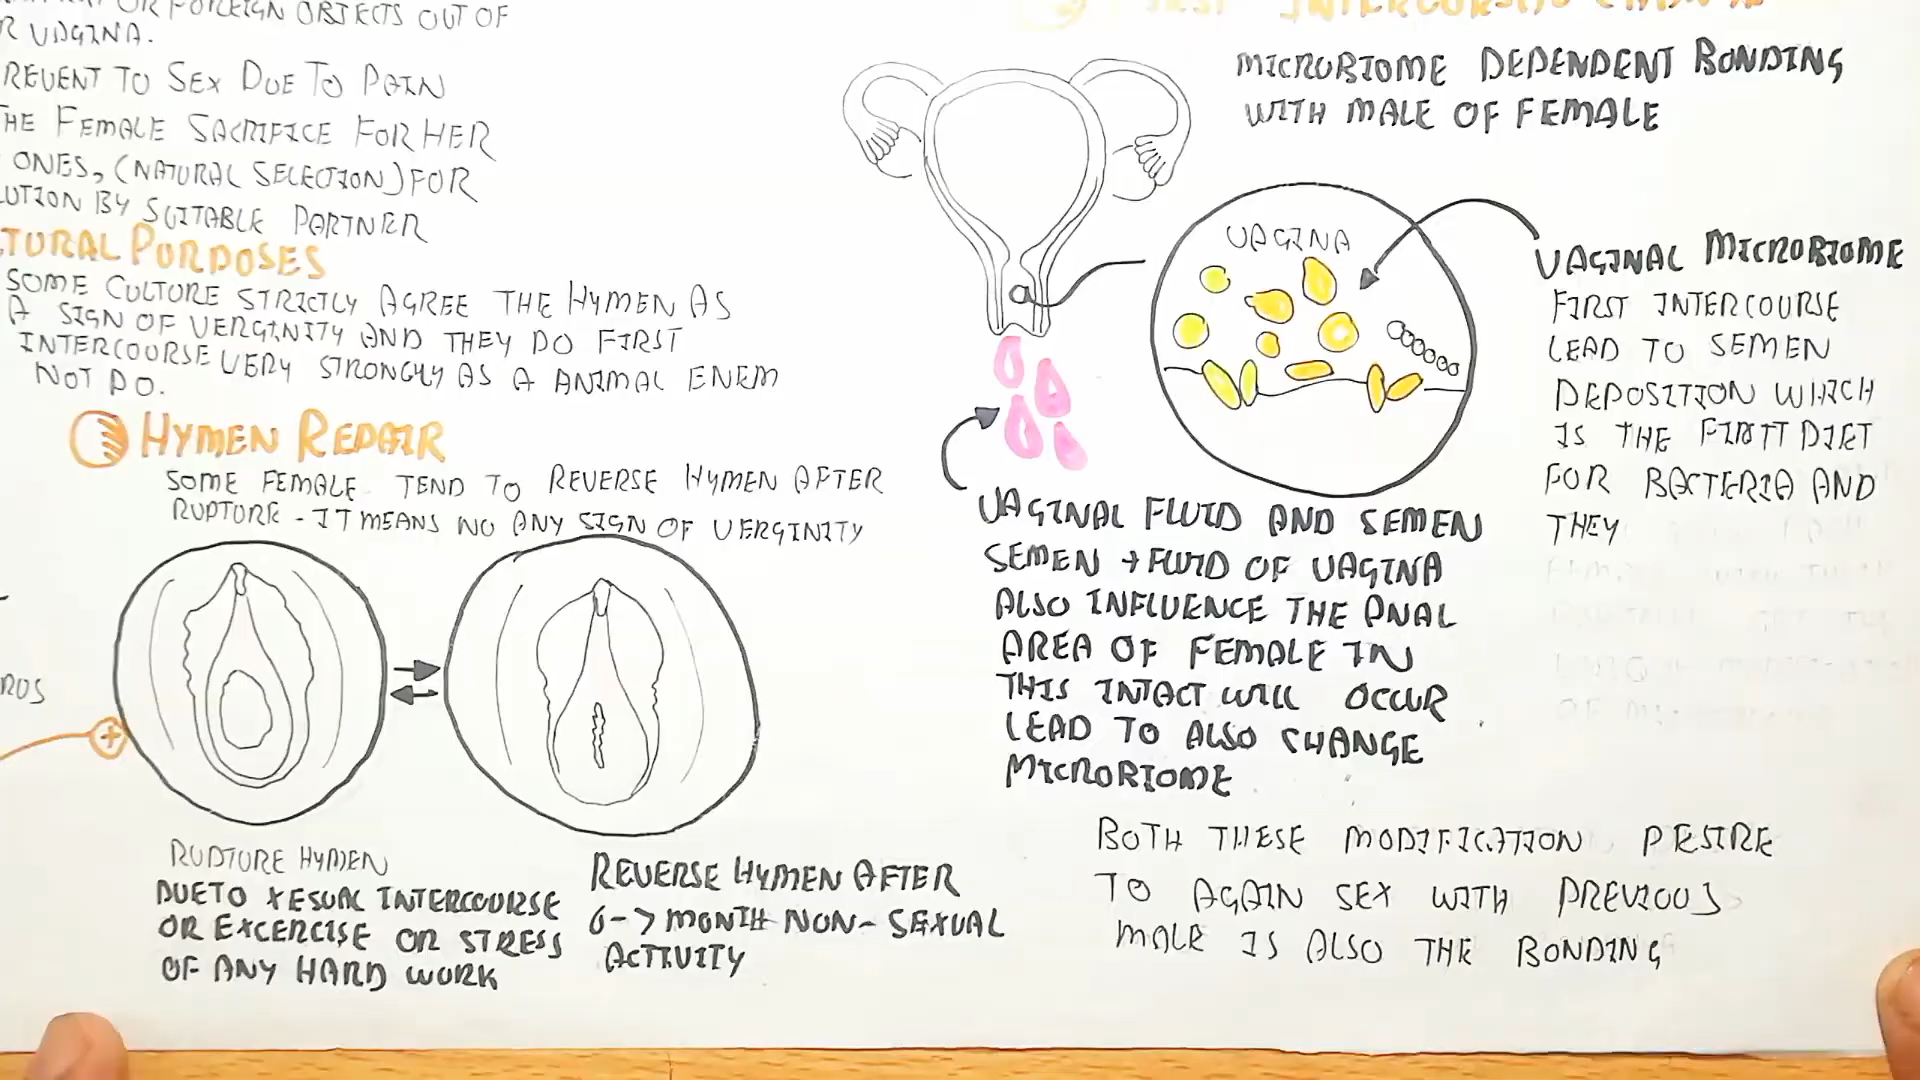 OR FOREIGN OBJECTS OUT OF
VAGINA.
TO SEX DUE TO PAIN
THE FEMALE SACRIFICE FOR HER
ONES, (NATURAL SELECTION) FOR
BY SUITABLE PARTNER
PURPOSES
SOME CULTURE STRICTLY AGREE THE HYMEN AS
A SIGN OF VERGINITY AND THEY DO FIRST
INTERCOURSE VERY STRONGLY AS A ANIMAL
NOT DO.
HYMEN REPAIR
SOME FEMALE TEND TO REVERSE HYMEN AFTER
RUPTURE - IT MEANS NO ANY SIGN OF VERGINITY
RUPTURE HYMEN
DUE TO XESUAL INTERCOURSE
OR EXCERCISE OR STRESS
OF ANY HARD WORK
REVERSE HYMEN AFTER
6-7 MONTH NON-SEXUAL
ACTIVITY
MICROBIOME DEPENDENT BONDING
WITH MALE OF FEMALE
VAGINA
VAGINAL MICROBIOME
FIRST INTERCOURSE
LEAD TO SEMEN
DEPOSITION WHICH
IS THE DIET
FOR BACTERIA AND
THEY
VAGINAL FLUID AND SEMEN
SEMEN + FLUID OF VAGINA
ALSO INFLUENCE THE ANAL
AREA OF FEMALE IN
THIS INTACT WILL OCCUR
LEAD TO ALSO CHANGE
MICROBIOME
BOTH THESE MODIFICATION DESIRE
TO AGAIN SEX WITH PREVIOUS
MALE IS ALSO THE BONDING